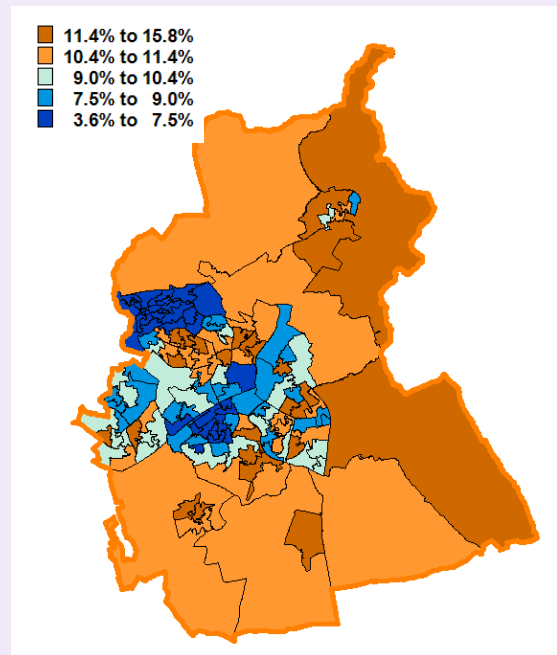 11.4% to 15.8%
10.4% to 11.4%
9.0% to 10.4%
7.5% to 9.0%
3.6% to 7.5%